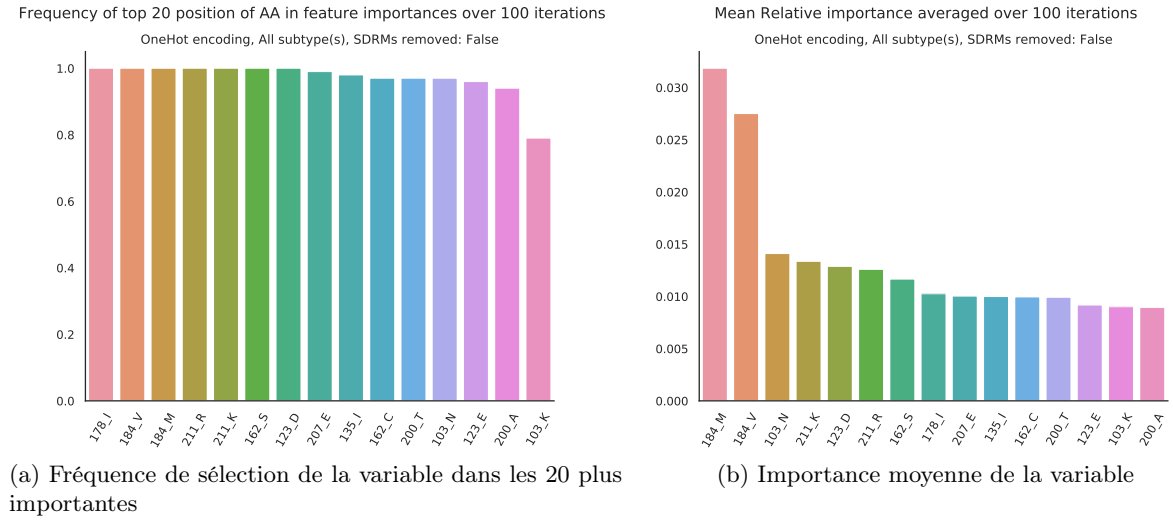 Frequency of top 20 position of AA in feature importances over 100 iterations
OneHot encoding, All subtype(s), SDRMs removed: False
1.0
0.8
0.6
0.4
0.2
0.0
178_I
184_V
184_M
211_R
211_K
162_S
123_D
207_E
135_I
162_C
200_T
103_N
123_E
200_A
103_K
(a) Fréquence de sélection de la variable dans les 20 plus
importantes
Mean Relative importance averaged over 100 iterations
OneHot encoding, All subtype(s), SDRMs removed: False
0.030
0.025
0.020
0.015
0.010
0.005
0.000
184_M
184_V
103_N
211_K
123_D
211_R
162_S
178_I
207_E
135_I
162_C
200_T
123_E
103_K
200_A
(b) Importance moyenne de la variable